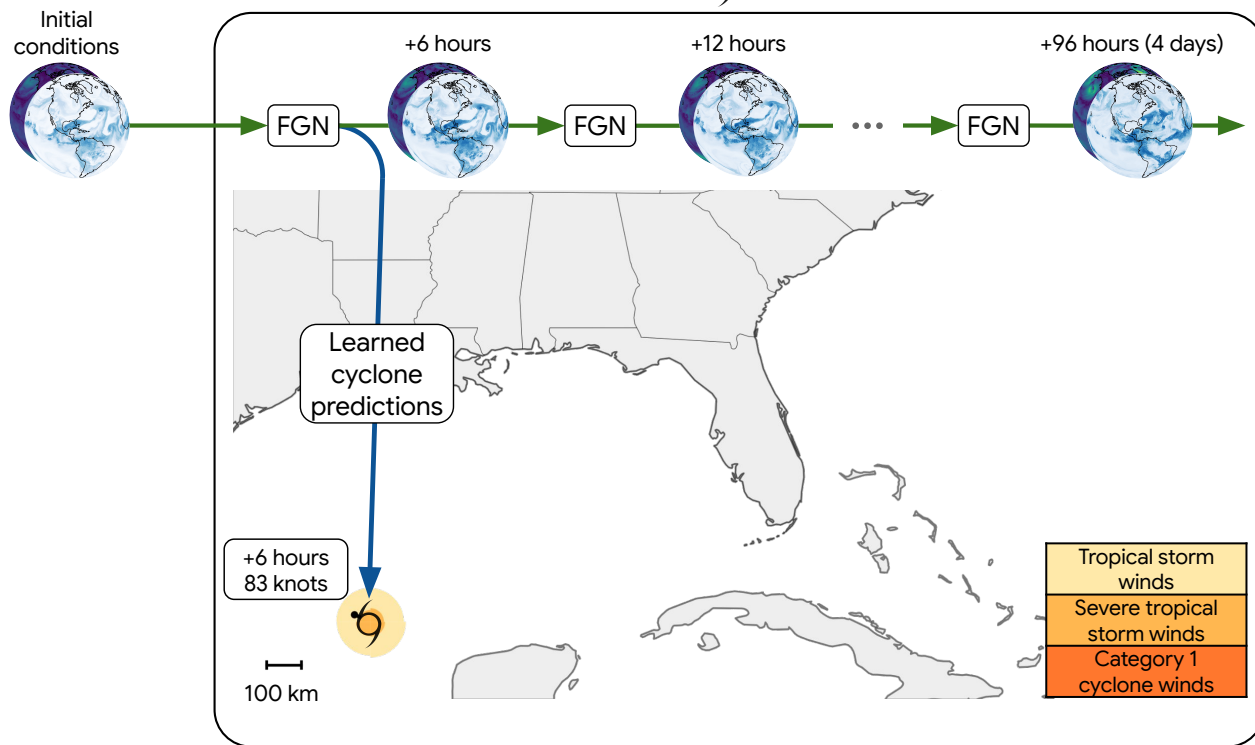 Initial
conditions
+6 hours
+12 hours
+96 hours (4 days)
FGN
FGN
...
FGN
Learned
cyclone
predictions
+6 hours
83 knots
100 km
Tropical storm
winds
Severe tropical
storm winds
Category 1
cyclone winds